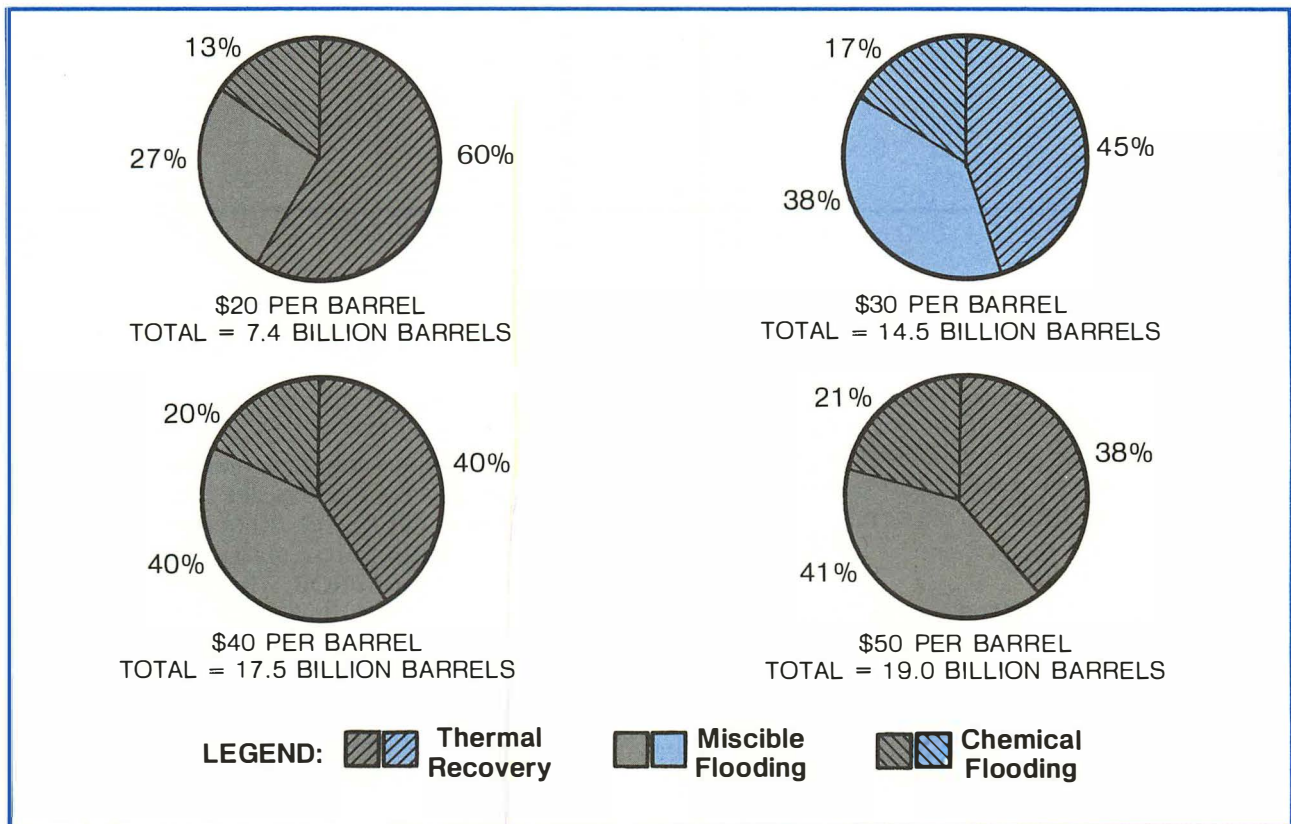 13%
27%
60%
$20 PER BARREL
TOTAL = 7.4 BILLION BARRELS
17%
38%
45%
$30 PER BARREL
TOTAL = 14.5 BILLION BARRELS
20%
40%
40%
$40 PER BARREL
TOTAL = 17.5 BILLION BARRELS
21%
41%
38%
$50 PER BARREL
TOTAL = 19.0 BILLION BARRELS
LEGEND:
Thermal
Recovery
Miscible
Flooding
Chemical
Flooding